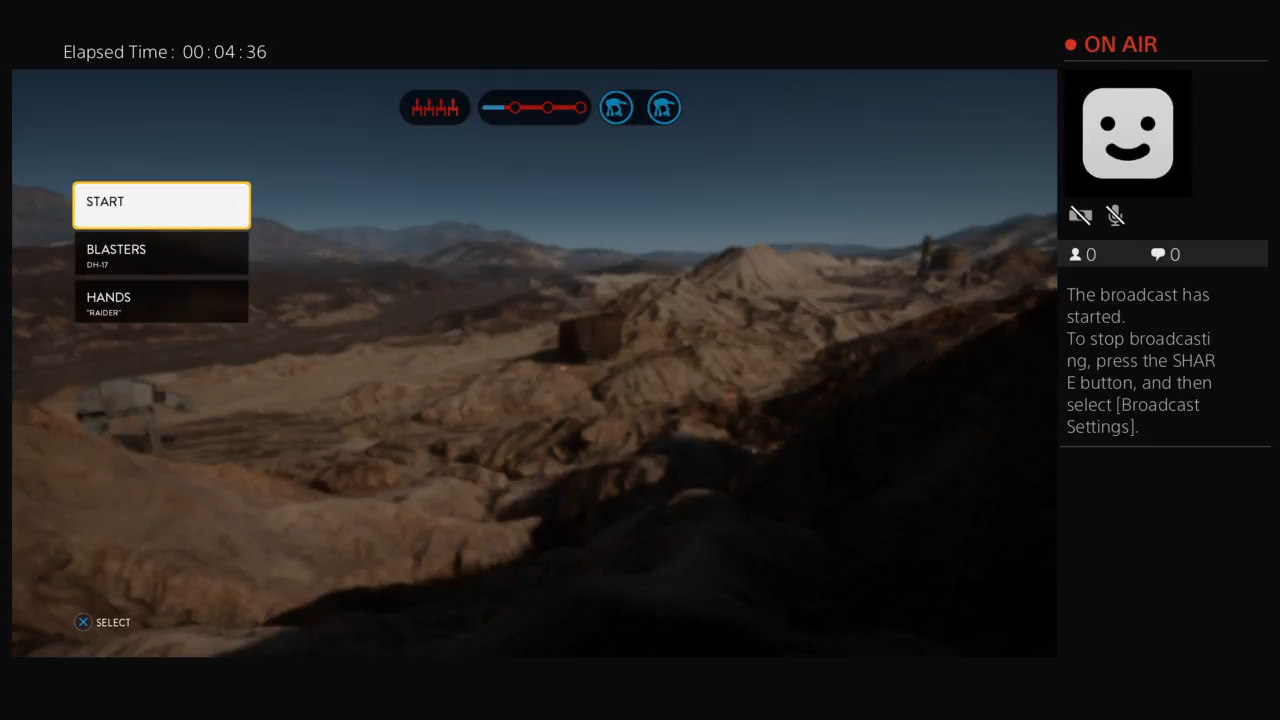 Elapsed Time: 00:04:36
ON AIR
START
BLASTERS
DH-17
HANDS
"RAIDER"
SELECT
0
0
The broadcast has
started.
To stop broadcasti
ng, press the SHAR
E button, and then
select [Broadcast
Settings].